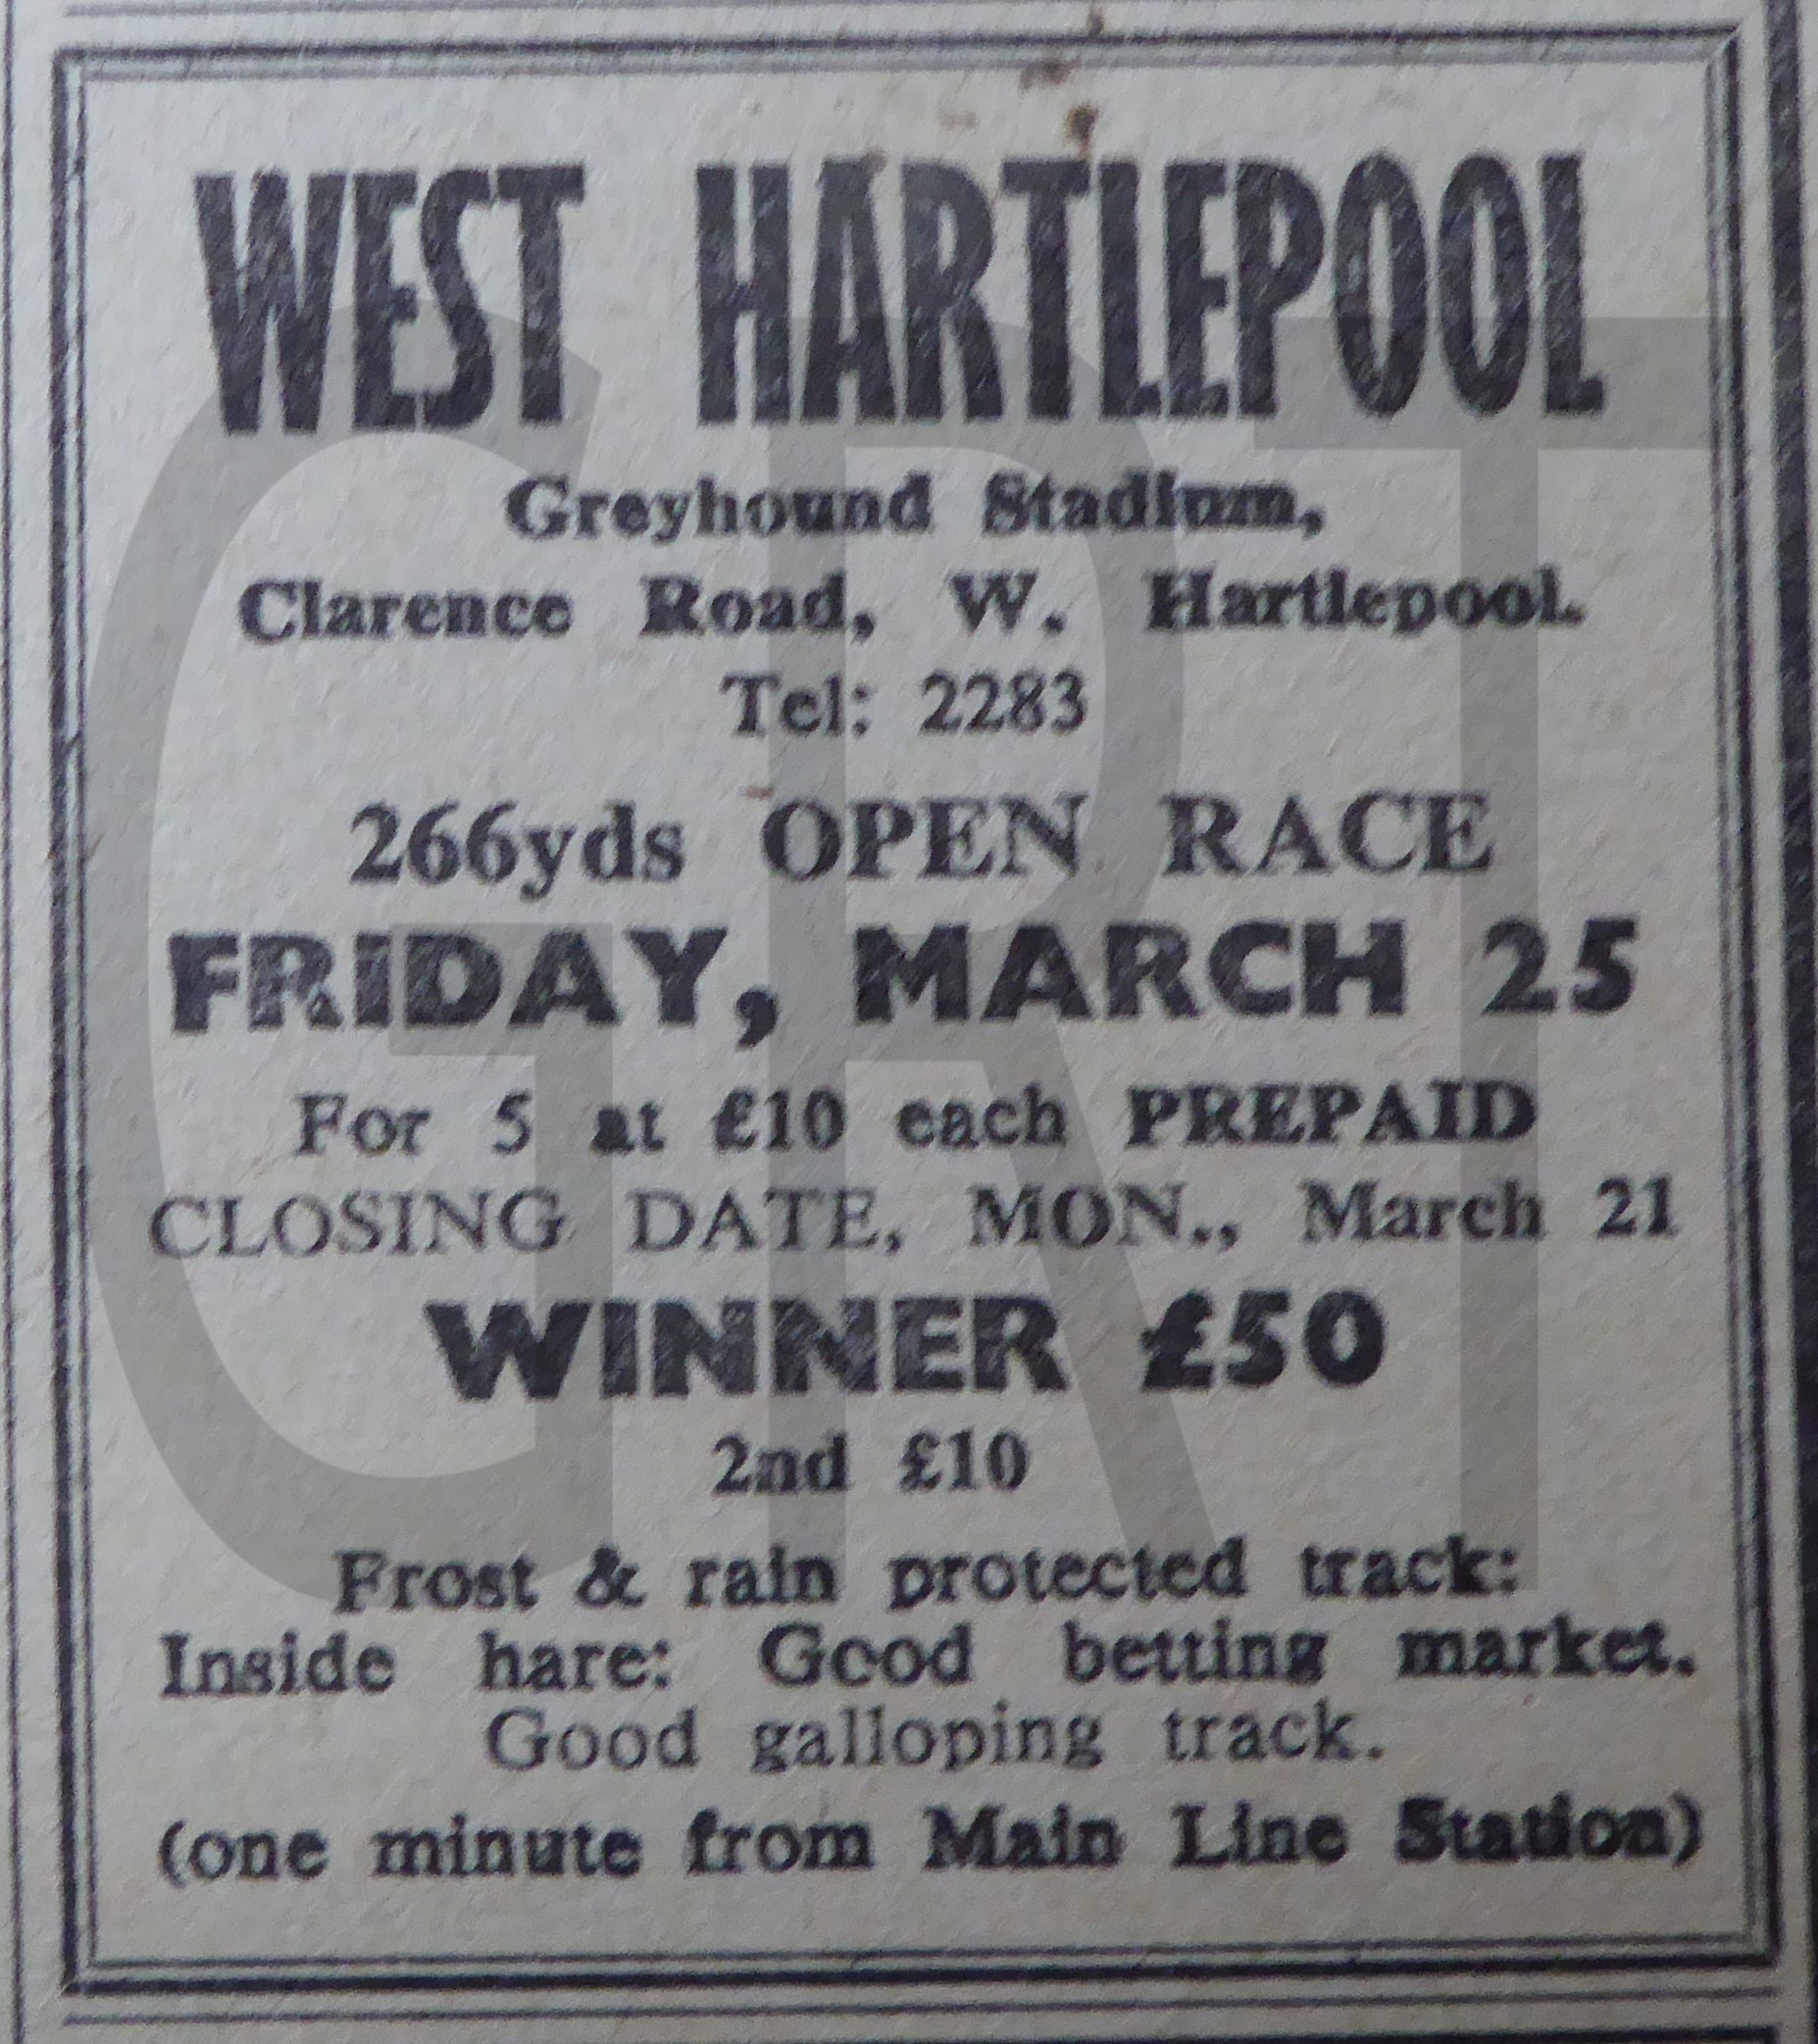 WEST HARTLEPOOL
Greyhound Stadium,
Clarence Road, W. Hartlepool.
Tel: 2283
266yds OPEN RACE
FRIDAY, MARCH 25
For 5 at £10 each PREPAID
CLOSING DATE, MON., March 21
WINNER £50
2nd £10
Frost & rain protected track:
Inside hare: Good betting market.
Good galloping track.
(one minute from Main Line Station)
GRT